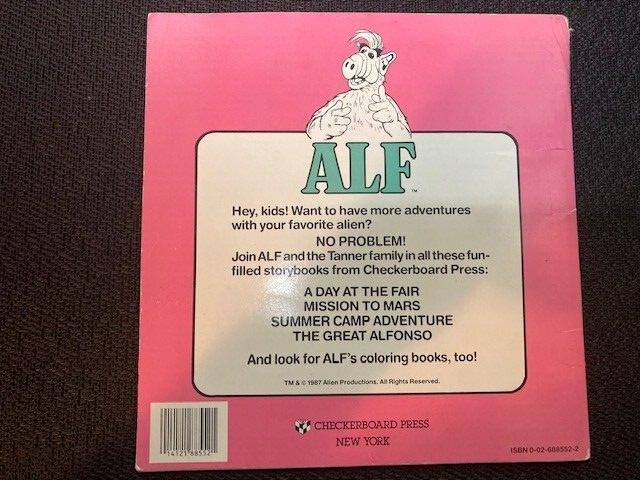 ALF™
Hey, kids! Want to have more adventures
with your favorite alien?
NO PROBLEM!
Join ALF and the Tanner family in all these fun-
filled storybooks from Checkerboard Press:
A DAY AT THE FAIR
MISSION TO MARS
SUMMER CAMP ADVENTURE
THE GREAT ALFONSO
And look for ALF's coloring books, too!
TM & © 1987 Alien Productions. All Rights Reserved.
CHECKERBOARD PRESS
NEW YORK
14121 88552
ISBN 0-02-688552-2